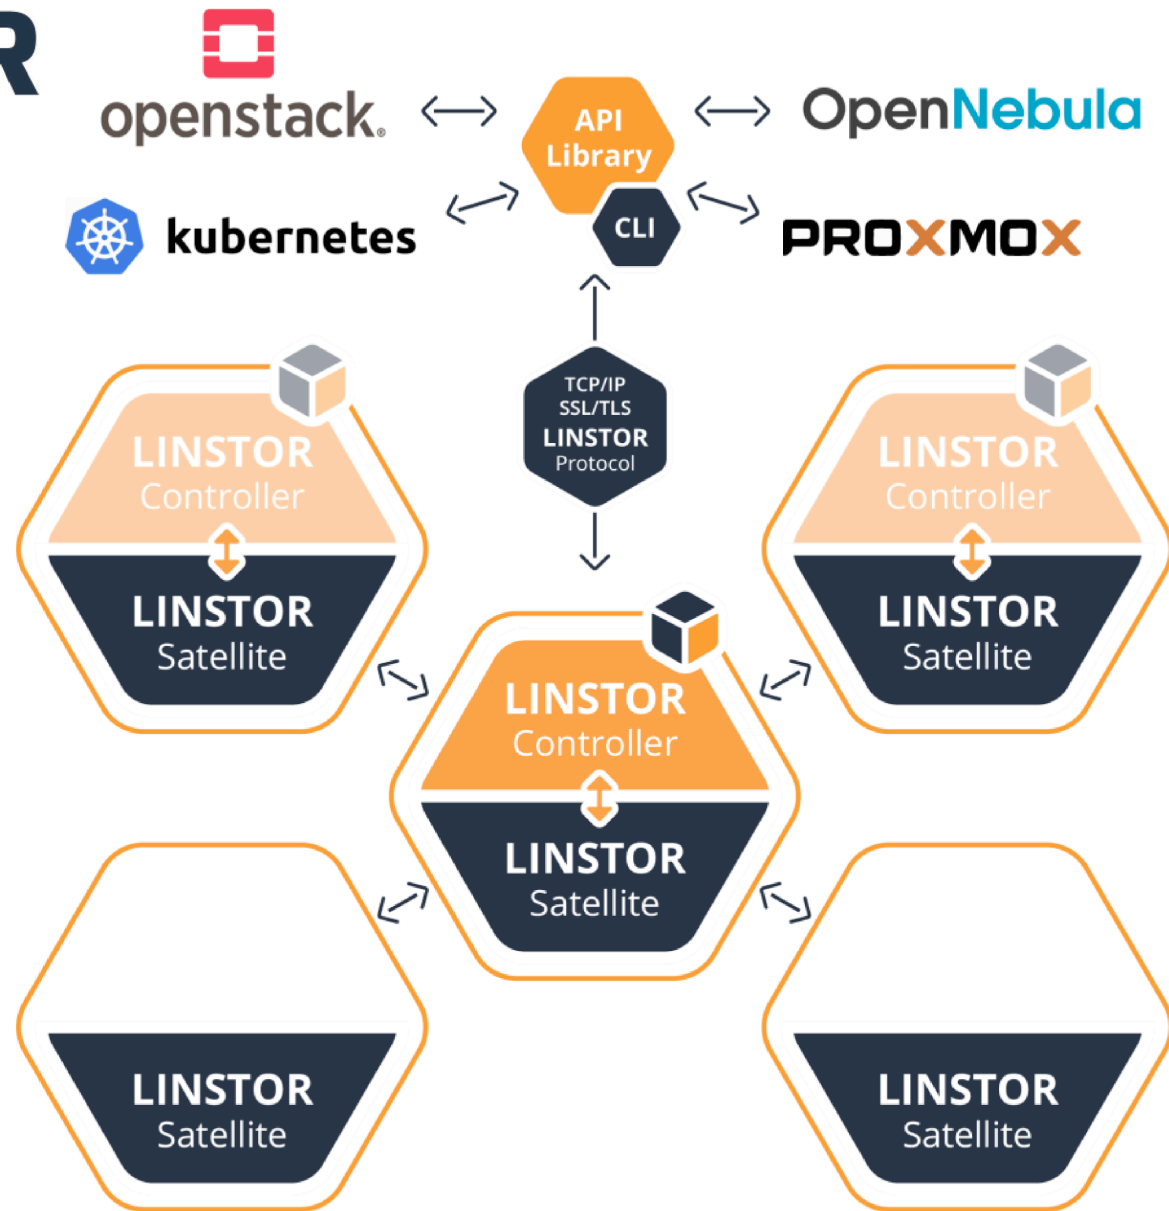 R
openstack.
API
Library
OpenNebula
kubernetes
CLI
PROXMOX
TCP/IP
SSL/TLS
LINSTOR
Protocol
LINSTOR
Controller
LINSTOR
Satellite
LINSTOR
Controller
LINSTOR
Satellite
LINSTOR
Controller
LINSTOR
Satellite
LINSTOR
Satellite
LINSTOR
Satellite